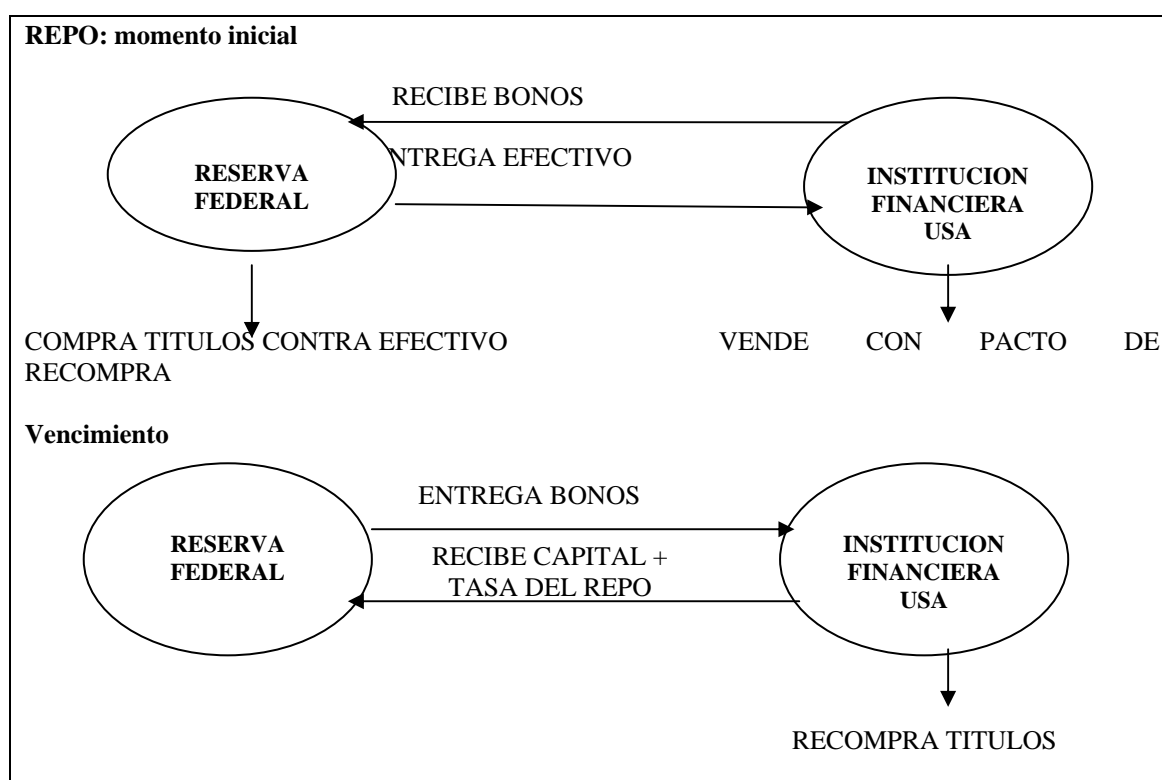 REPO: momento inicial
RECIBE BONOS
NTREGA EFECTIVO
RESERVA
FEDERAL
INSTITUCION
FINANCIERA
USA
COMPRA TITULOS CONTRA EFECTIVO VENDE CON PACTO DE
RECOMPRA
Vencimiento
ENTREGA BONOS
RESERVA
FEDERAL
RECIBE CAPITAL +
TASA DEL REPO
INSTITUCION
FINANCIERA
USA
RECOMPRA TITULOS